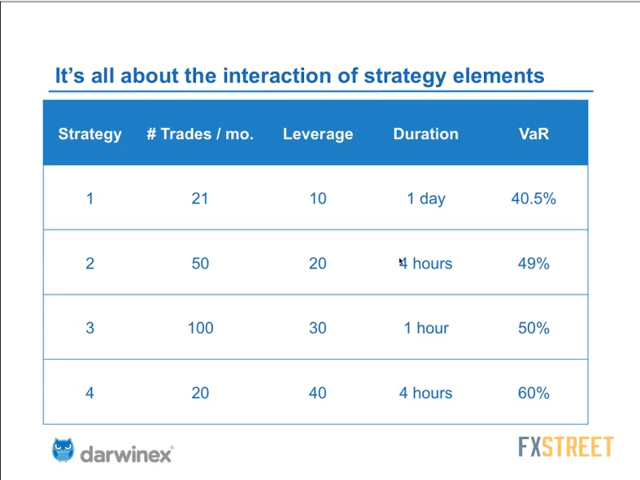 It's all about the interaction of strategy elements
Strategy # Trades / mo. Leverage Duration VaR
1 21 10 1 day 40.5%
2 50 20 4 hours 49%
3 100 30 1 hour 50%
4 20 40 4 hours 60%
darwinex®
FXSTREET